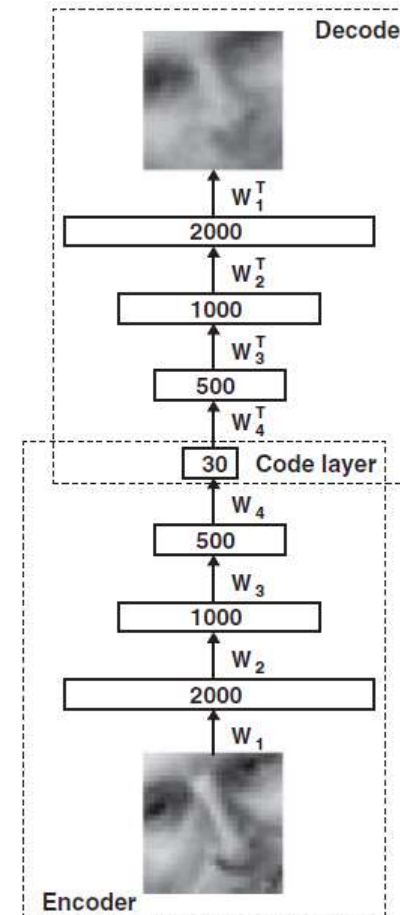 Decode
W₁ᵀ
2000
W₂ᵀ
1000
W₃ᵀ
500
W₄ᵀ
30 Code layer
W₄
500
W₃
1000
W₂
2000
W₁
Encoder